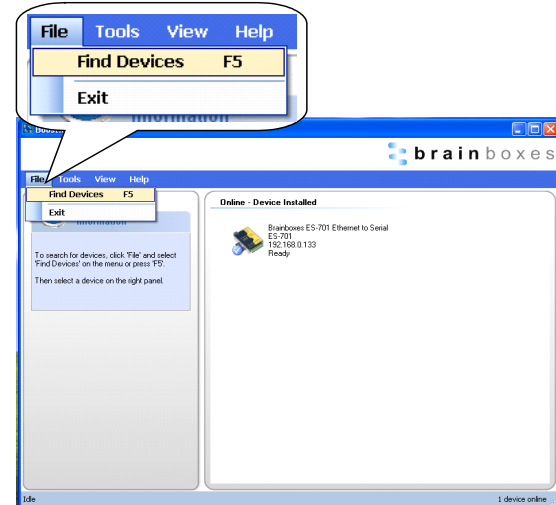 File Tools View Help
Find Devices F5
Exit
Information
brainboxes
File Tools View Help
Find Devices F5
Exit
Information
To search for devices, click 'File' and select
'Find Devices' on the menu or press 'F5'.
Then select a device on the right panel.
Online - Device Installed
Brainboxes ES-701 Ethernet to Serial
ES-701
192.168.0.133
Ready
Idle
1 device online